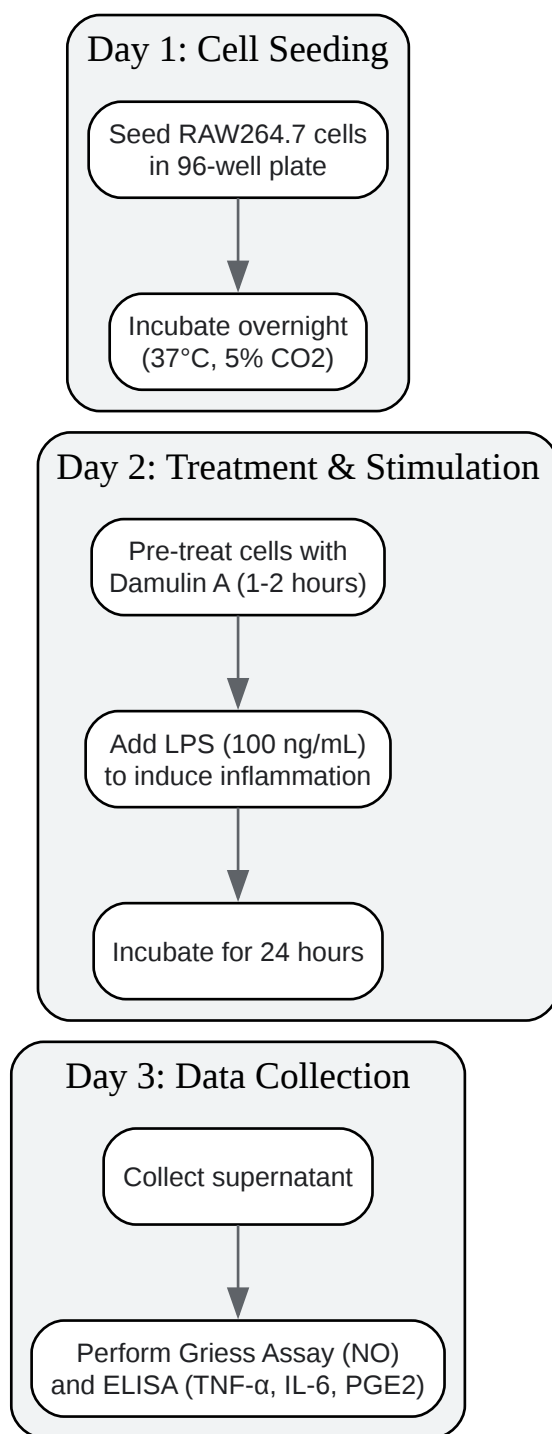 Day 1: Cell Seeding
Seed RAW264.7 cells
in 96-well plate
Incubate overnight
(37°C, 5% CO2)
Day 2: Treatment & Stimulation
Pre-treat cells with
Damulin A (1-2 hours)
Add LPS (100 ng/mL)
to induce inflammation
Incubate for 24 hours
Day 3: Data Collection
Collect supernatant
Perform Griess Assay (NO)
and ELISA (TNF-α, IL-6, PGE2)